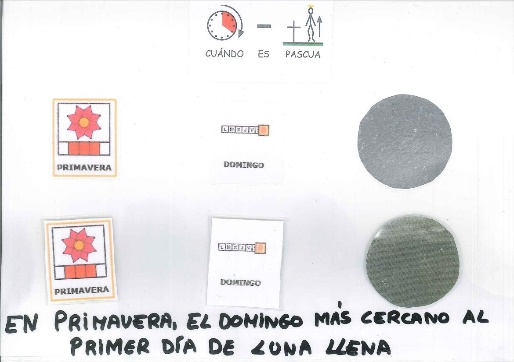 CUÁNDO ES PASCUA
PRIMAVERA
DOMINGO
PRIMAVERA
DOMINGO
EN PRIMAVERA, EL DOMINGO MÁS CERCANO AL
PRIMER DÍA DE LUNA LLENA